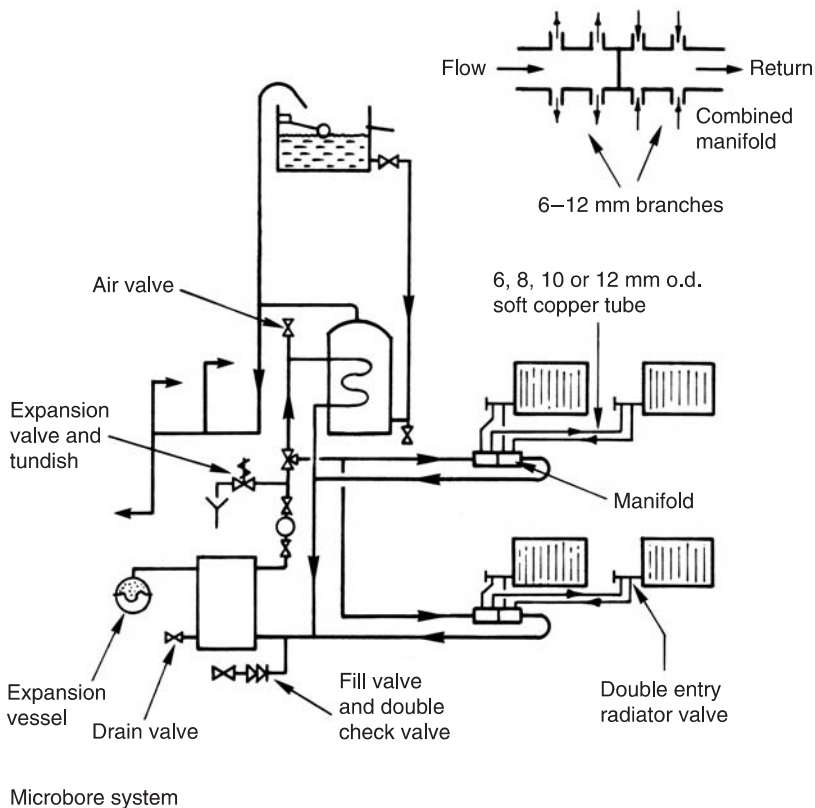 Flow
Return
Combined
manifold
6–12 mm branches
6, 8, 10 or 12 mm o.d.
soft copper tube
Air valve
Expansion
valve and
tundish
Manifold
Expansion
vessel
Drain valve
Fill valve
and double
check valve
Double entry
radiator valve
Microbore system